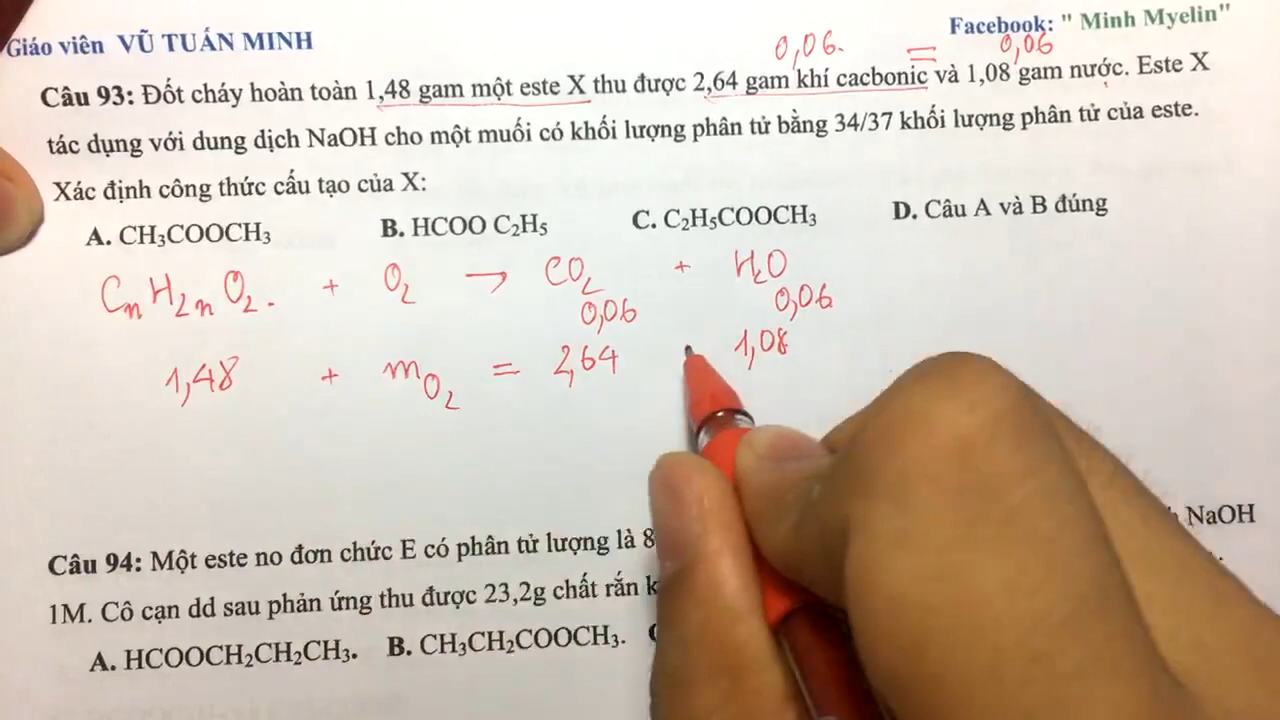 Giáo viên VŨ TUẤN MINH
Facebook: " Minh Myelin"
0,06. = 0,06
Câu 93: Đốt cháy hoàn toàn 1,48 gam một este X thu được 2,64 gam khí cacbonic và 1,08 gam nước. Este X
tác dụng với dung dịch NaOH cho một muối có khối lượng phân tử bằng 34/37 khối lượng phân tử của este.
Xác định công thức cấu tạo của X:
A. CH₃COOCH₃ B. HCOO C₂H₅ C. C₂H₅COOCH₃ D. Câu A và B đúng
CₙH₂ₙO₂. + O₂ → CO₂ + H₂O
0,06 0,06
1,48 + mO₂ = 2,64 1,08
Câu 94: Một este no đơn chức E có phân tử lượng là 8 NaOH
1M. Cô cạn dd sau phản ứng thu được 23,2g chất rắn
A. HCOOCH₂CH₂CH₃. B. CH₃CH₂COOCH₃.